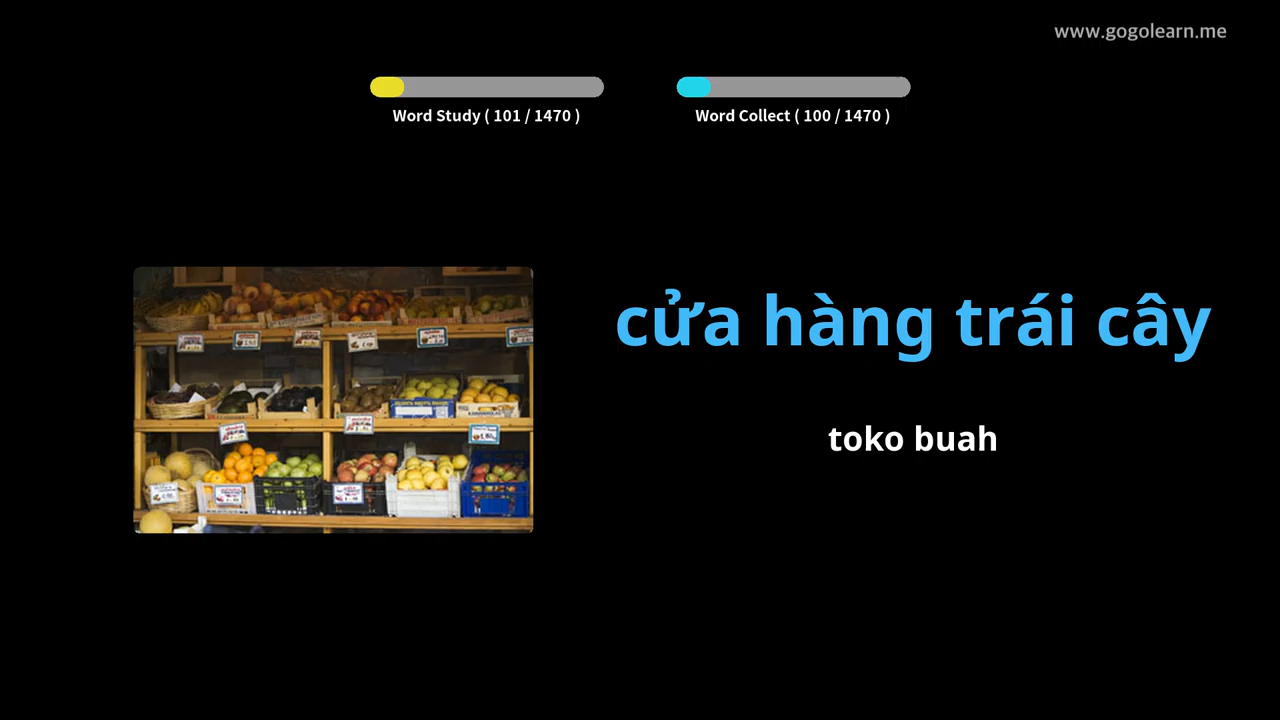 www.gogolearn.me
Word Study ( 101 / 1470 )
Word Collect ( 100 / 1470 )
cửa hàng trái cây
toko buah